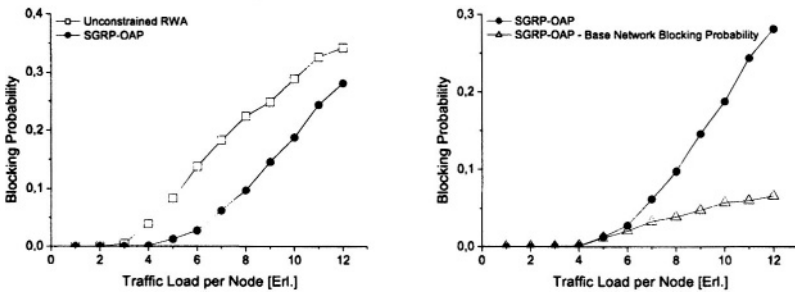 Unconstrained RWA
SGRP-OAP
0,4
0,3
0,2
0,1
0,0
Blocking Probability
0 2 4 6 8 10 12
Traffic Load per Node [Erl.]
SGRP-OAP
SGRP-OAP - Base Network Blocking Probability
0,3
0,2
0,1
0,0
Blocking Probability
0 2 4 6 8 10 12
Traffic Load per Node [Erl.]